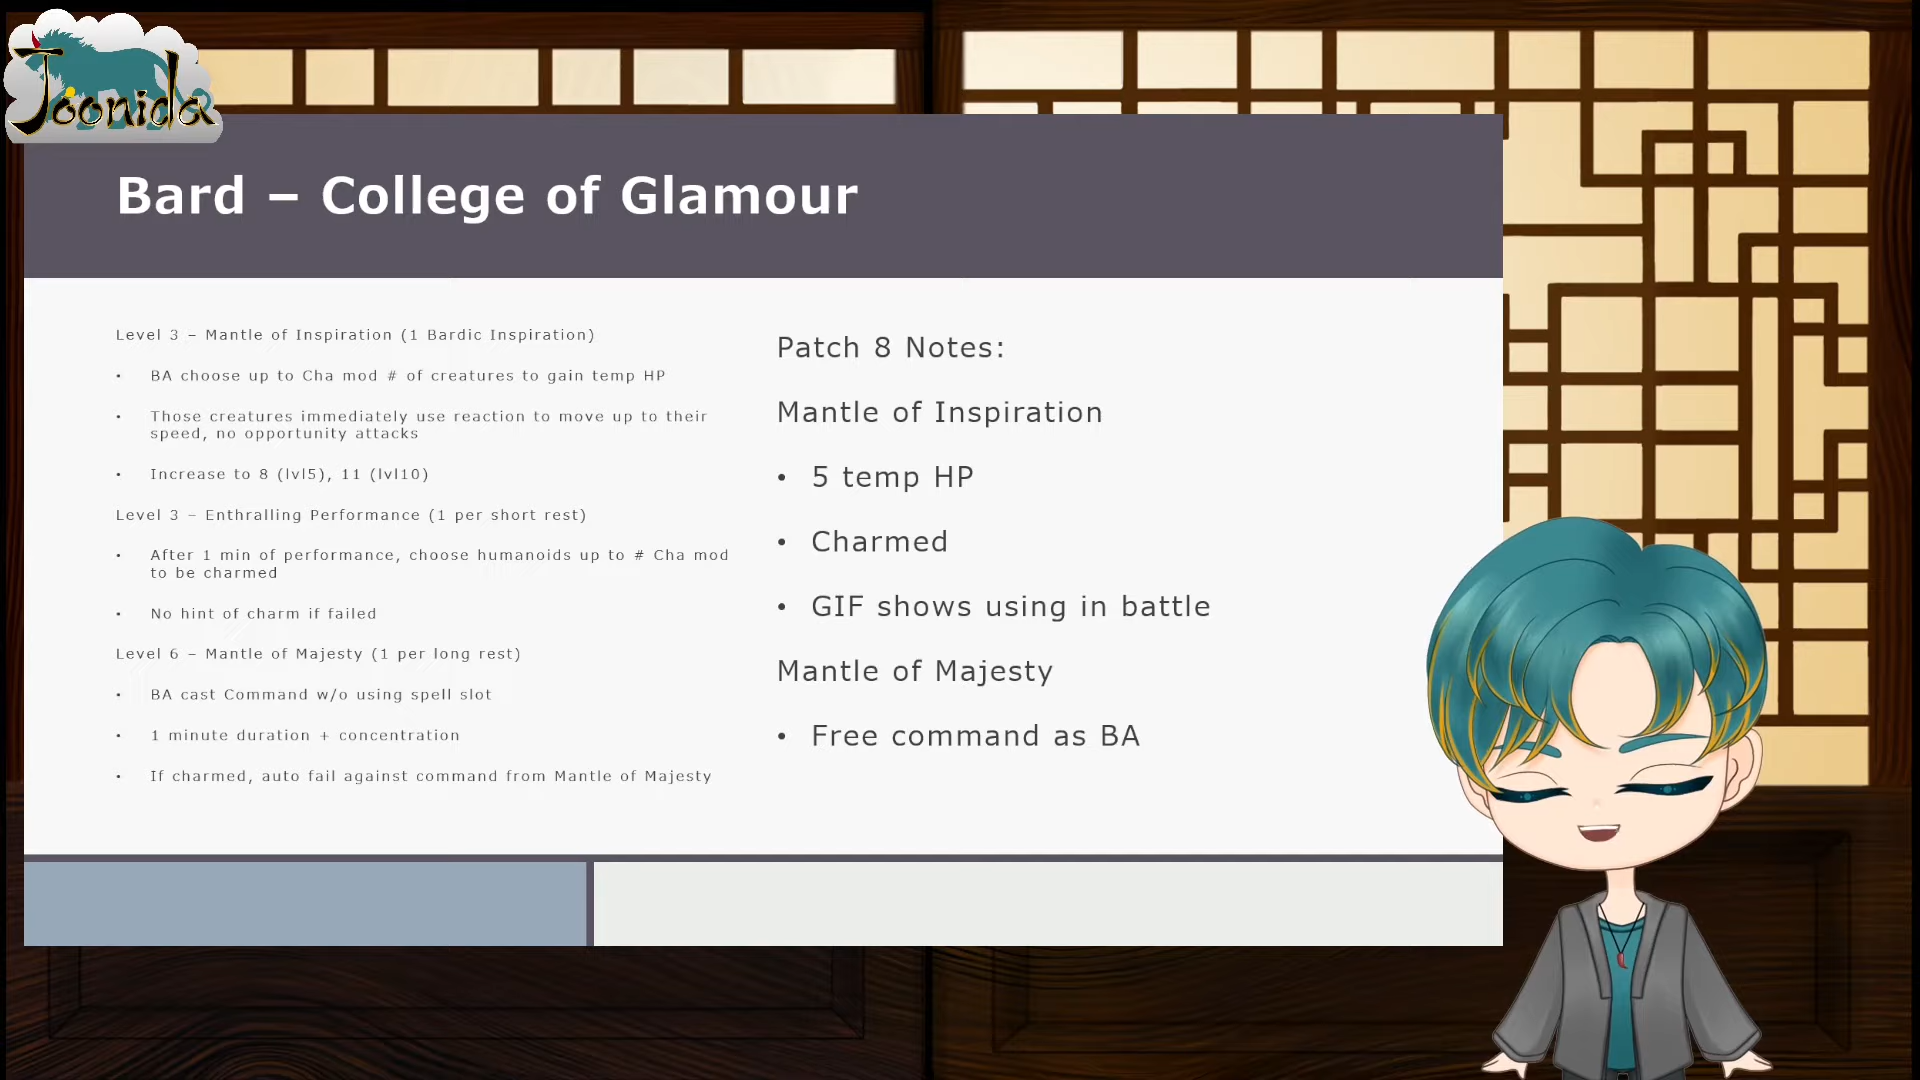 Joonida
Bard – College of Glamour
Level 3 – Mantle of Inspiration (1 Bardic Inspiration)
• BA choose up to Cha mod # of creatures to gain temp HP
• Those creatures immediately use reaction to move up to their
speed, no opportunity attacks
• Increase to 8 (lvl5), 11 (lvl10)
Level 3 – Enthralling Performance (1 per short rest)
• After 1 min of performance, choose humanoids up to # Cha mod
to be charmed
• No hint of charm if failed
Level 6 – Mantle of Majesty (1 per long rest)
• BA cast Command w/o using spell slot
• 1 minute duration + concentration
• If charmed, auto fail against command from Mantle of Majesty
Patch 8 Notes:
Mantle of Inspiration
• 5 temp HP
• Charmed
• GIF shows using in battle
Mantle of Majesty
• Free command as BA